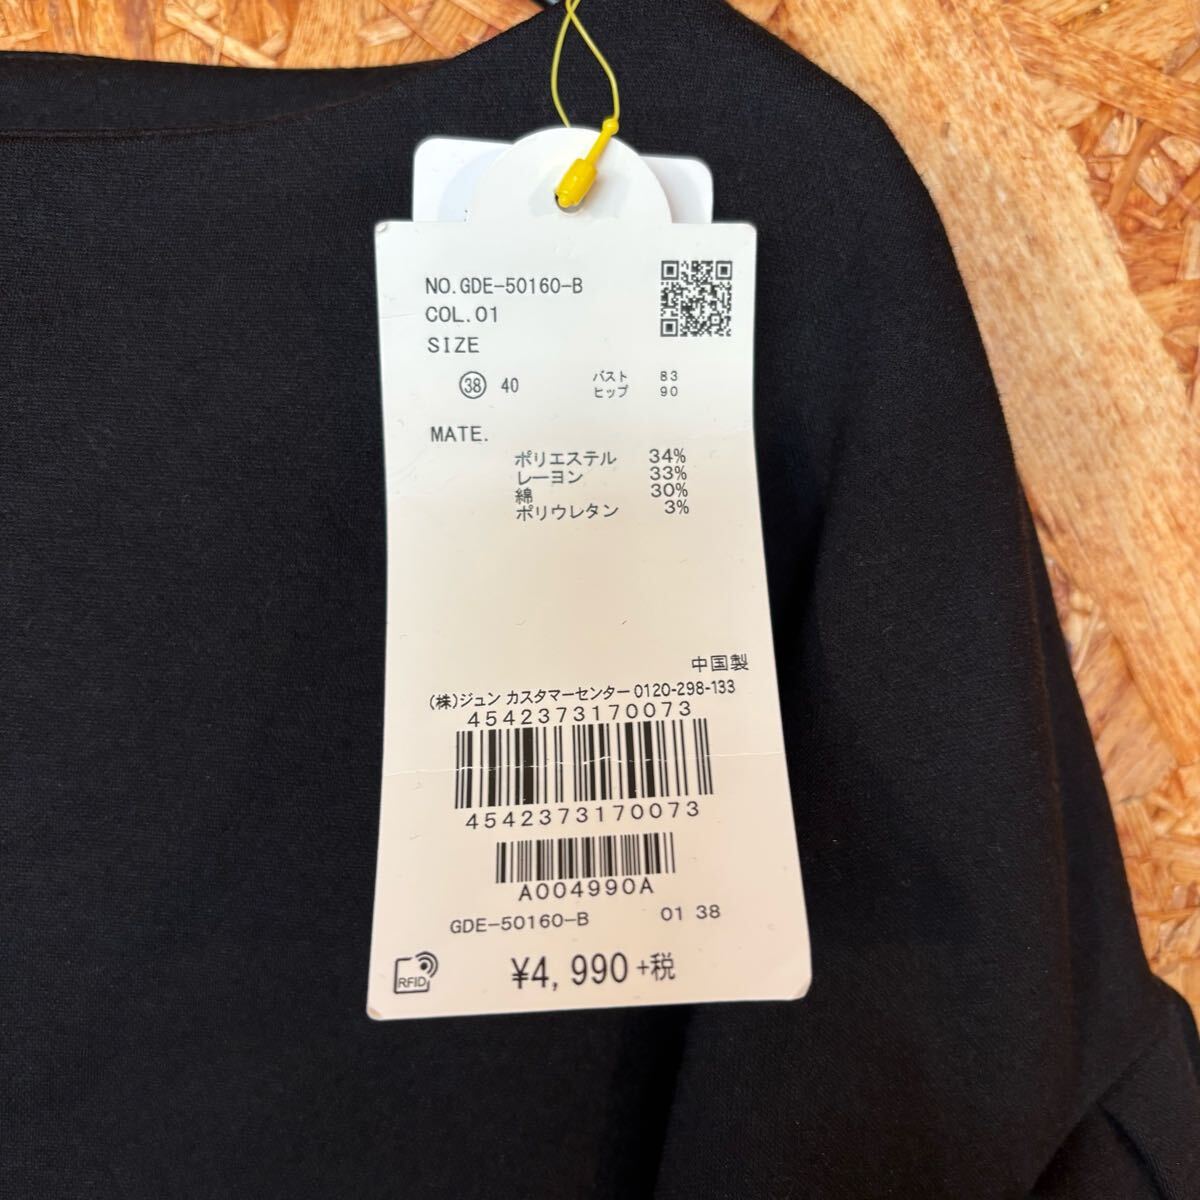 NO.GDE-50160-B
COL.01
SIZE
38 40
バスト 83
ヒップ 90
MATE.
ポリエステル 34%
レーヨン 33%
綿 30%
ポリウレタン 3%
中国製
(株)ジュン カスタマーセンター 0120-298-133
4542373170073
4542373170073
A004990A
GDE-50160-B 01 38
RFID
¥4,990+税